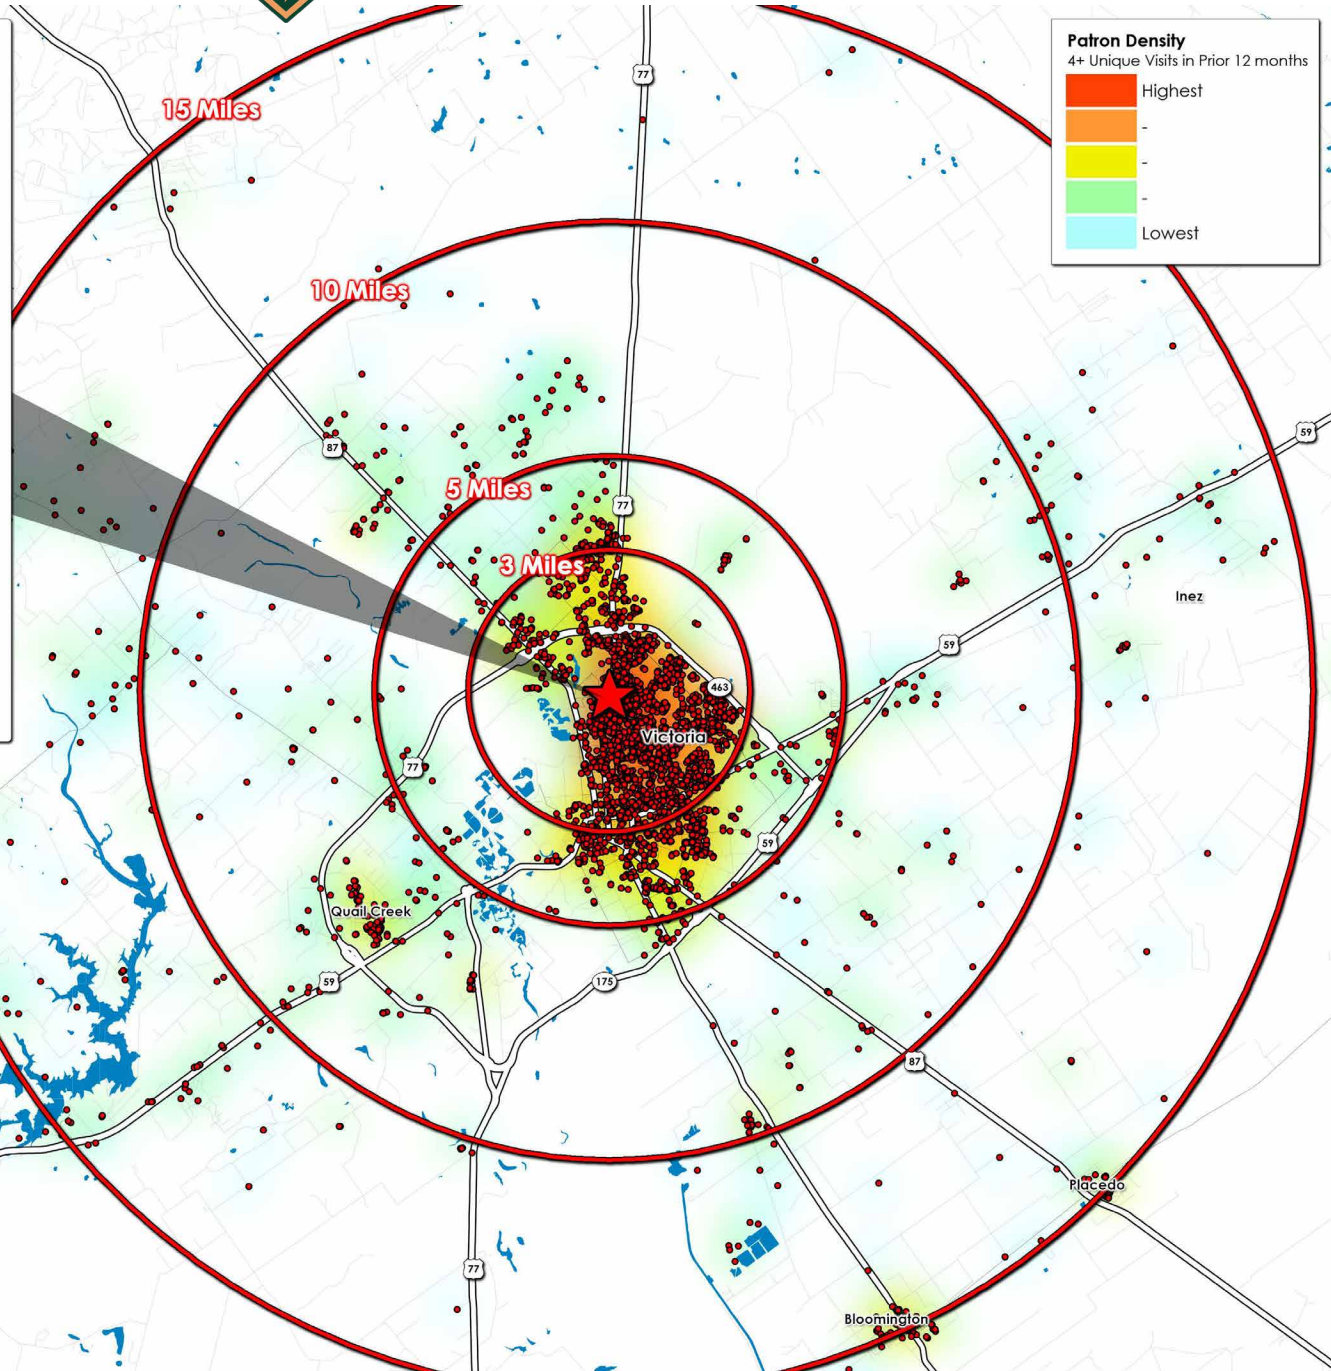 Patron Density
4+ Unique Visits in Prior 12 months
Highest
-
-
-
Lowest
77
15 Miles
10 Miles
59
87
5 Miles
77
3 Miles
Inez
59
463
Victoria
77
59
Quail Creek
59
175
87
Placedo
77
Bloomington